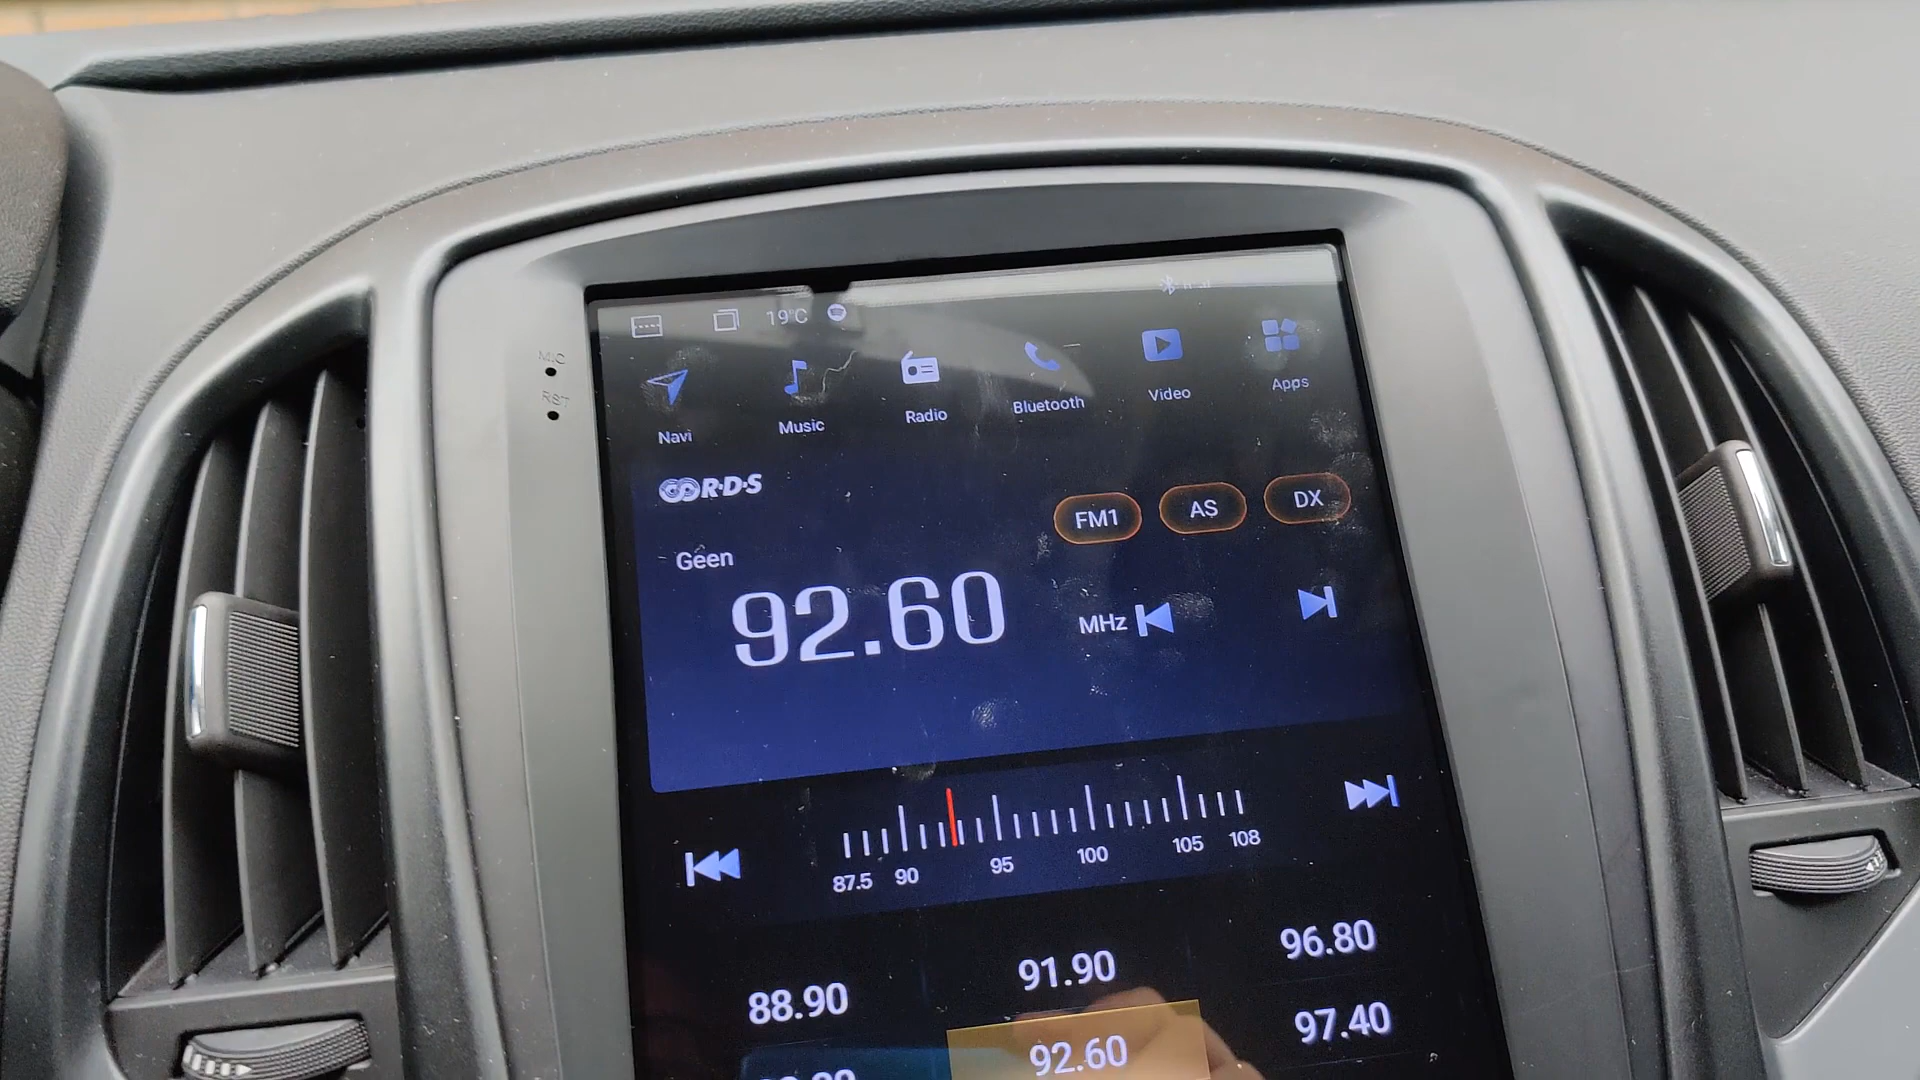 MIC
RST
19°C
Navi Music Radio Bluetooth Video Apps
R·D·S
FM1 AS DX
Geen
92.60 MHz
87.5 90 95 100 105 108
88.90 91.90 96.80
92.60 97.40